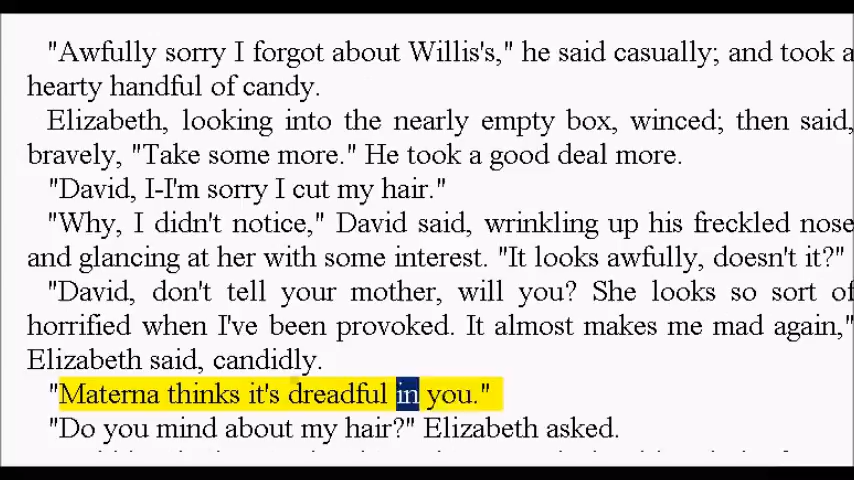 "Awfully sorry I forgot about Willis's," he said casually; and took a
hearty handful of candy.
Elizabeth, looking into the nearly empty box, winced; then said,
bravely, "Take some more." He took a good deal more.
"David, I-I'm sorry I cut my hair."
"Why, I didn't notice," David said, wrinkling up his freckled nose
and glancing at her with some interest. "It looks awfully, doesn't it?"
"David, don't tell your mother, will you? She looks so sort of
horrified when I've been provoked. It almost makes me mad again,"
Elizabeth said, candidly.
"Materna thinks it's dreadful in you."
"Do you mind about my hair?" Elizabeth asked.